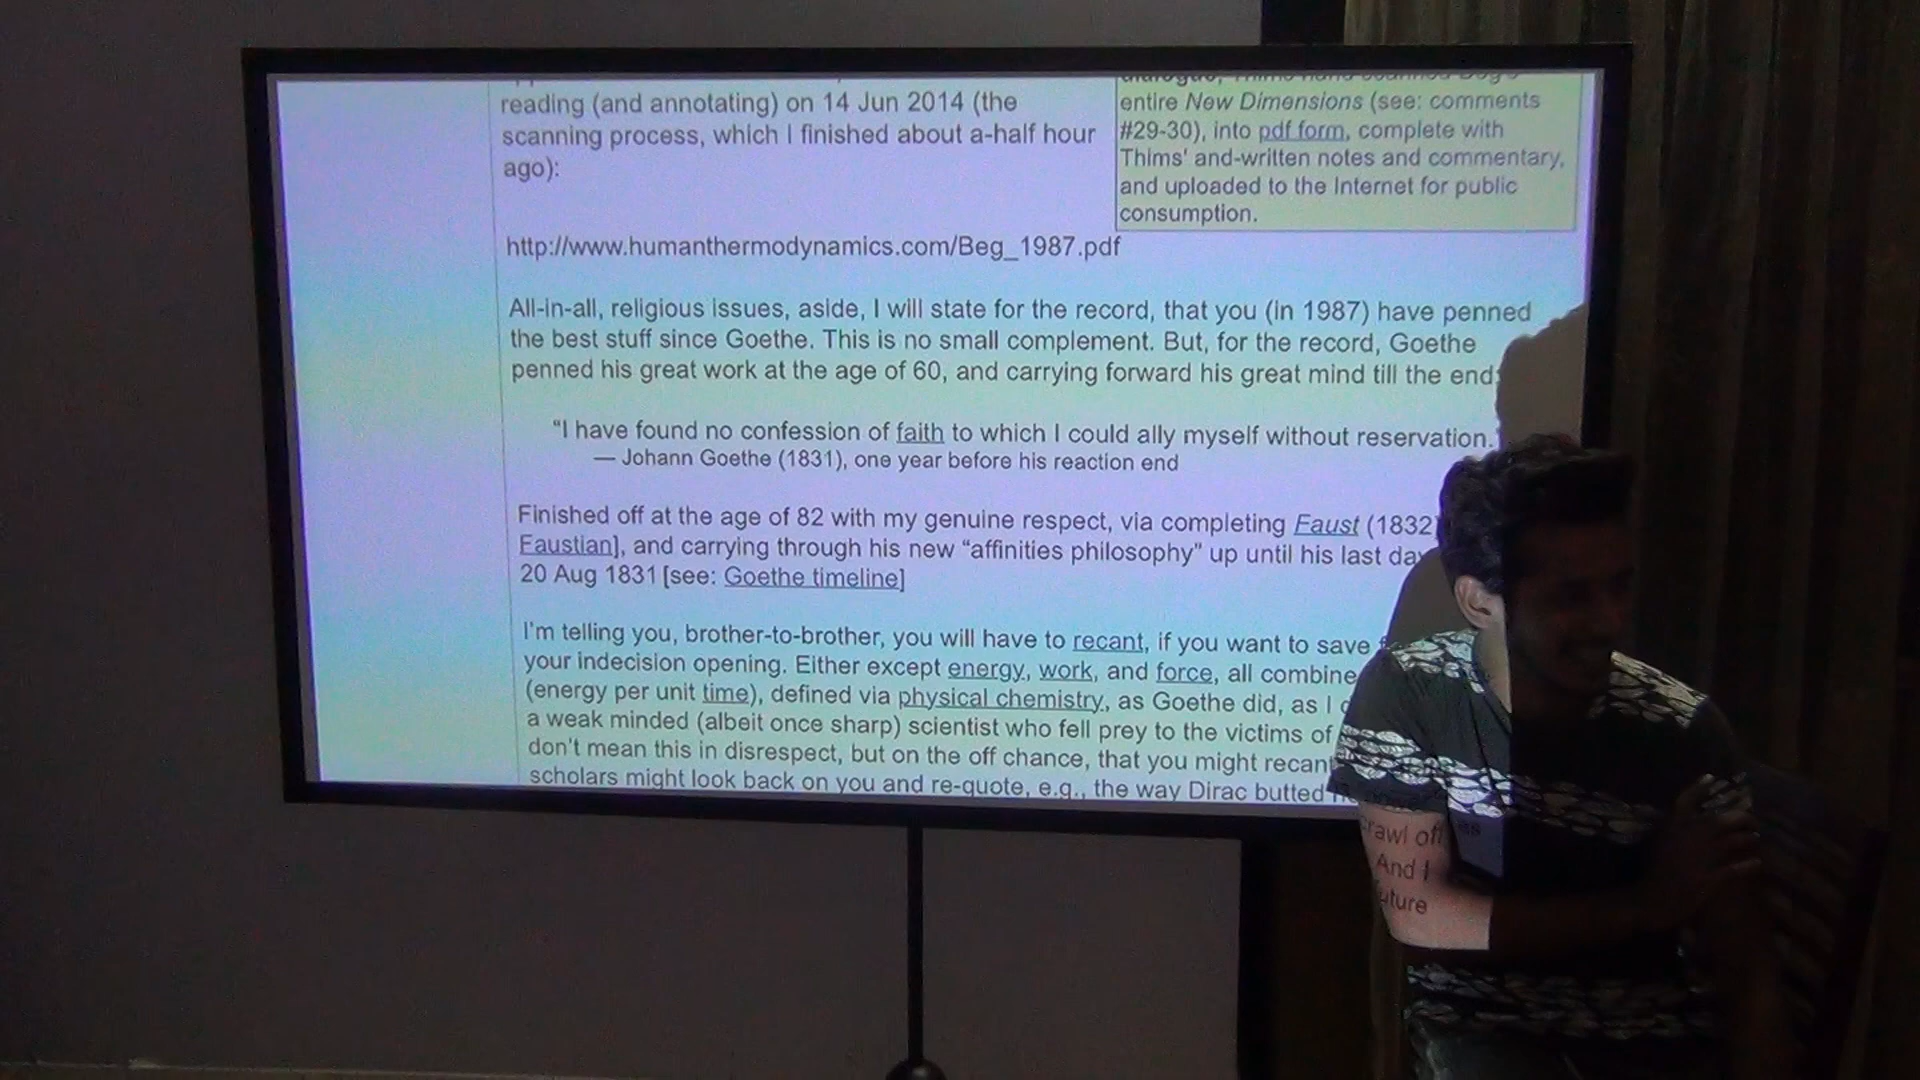 reading (and annotating) on 14 Jun 2014 (the
scanning process, which I finished about a-half hour
ago):
entire New Dimensions (see: comments
#29-30), into pdf form, complete with
Thims' and-written notes and commentary,
and uploaded to the Internet for public
consumption.
http://www.humanthermodynamics.com/Beg_1987.pdf
All-in-all, religious issues, aside, I will state for the record, that you (in 1987) have penned
the best stuff since Goethe. This is no small complement. But, for the record, Goethe
penned his great work at the age of 60, and carrying forward his great mind till the end:
“I have found no confession of faith to which I could ally myself without reservation.
— Johann Goethe (1831), one year before his reaction end
Finished off at the age of 82 with my genuine respect, via completing Faust (1832)
Faustian], and carrying through his new “affinities philosophy” up until his last day
20 Aug 1831 [see: Goethe timeline]
I'm telling you, brother-to-brother, you will have to recant, if you want to save
your indecision opening. Either except energy, work, and force, all combine
(energy per unit time), defined via physical chemistry, as Goethe did, as I
a weak minded (albeit once sharp) scientist who fell prey to the victims of
don't mean this in disrespect, but on the off chance, that you might recant
scholars might look back on you and re-quote, e.g., the way Dirac butted
crawl off
And I
future